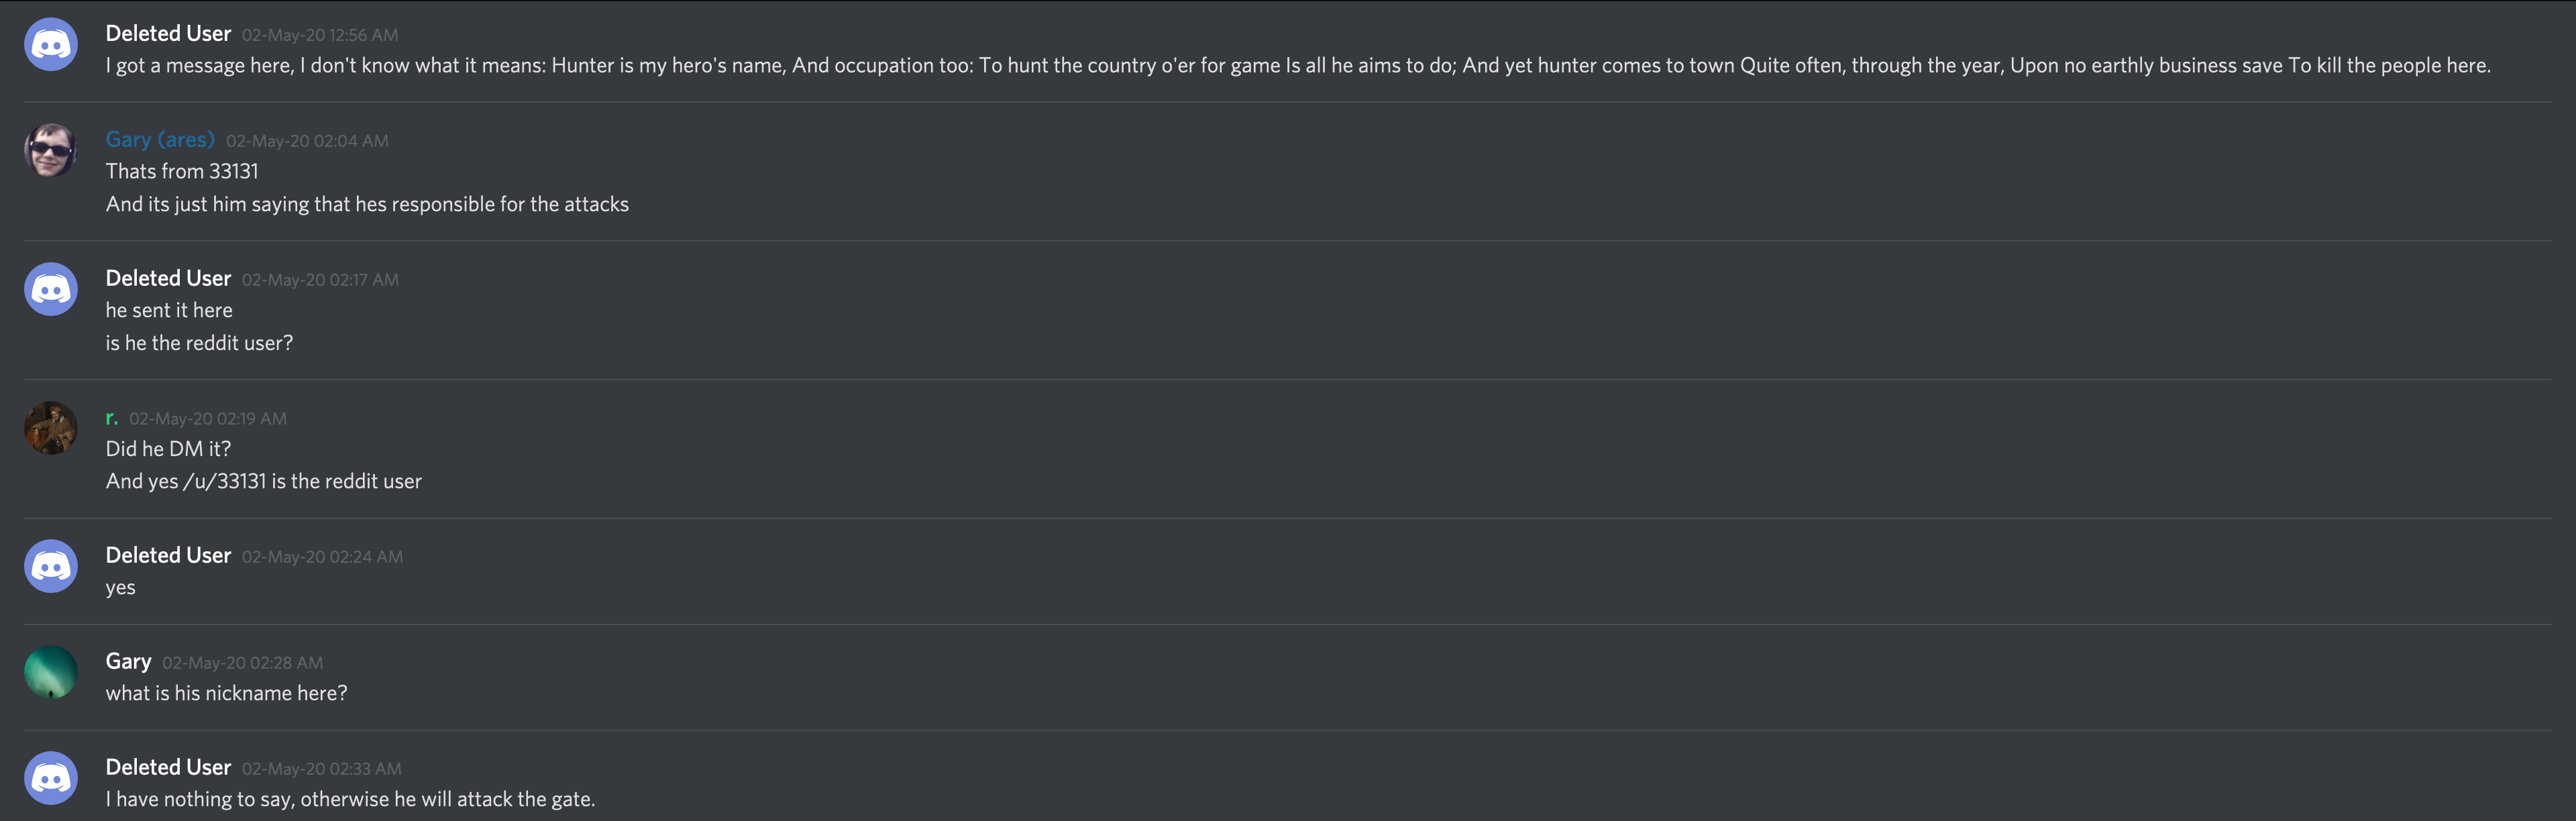 Deleted User 02-May-20 12:56 AM
I got a message here, I don't know what it means: Hunter is my hero's name, And occupation too: To hunt the country o'er for game Is all he aims to do; And yet hunter comes to town Quite often, through the year, Upon no earthly business save To kill the people here.
Gary (ares) 02-May-20 02:04 AM
Thats from 33131
And its just him saying that hes responsible for the attacks
Deleted User 02-May-20 02:17 AM
he sent it here
is he the reddit user?
r. 02-May-20 02:19 AM
Did he DM it?
And yes /u/33131 is the reddit user
Deleted User 02-May-20 02:24 AM
yes
Gary 02-May-20 02:28 AM
what is his nickname here?
Deleted User 02-May-20 02:33 AM
I have nothing to say, otherwise he will attack the gate.